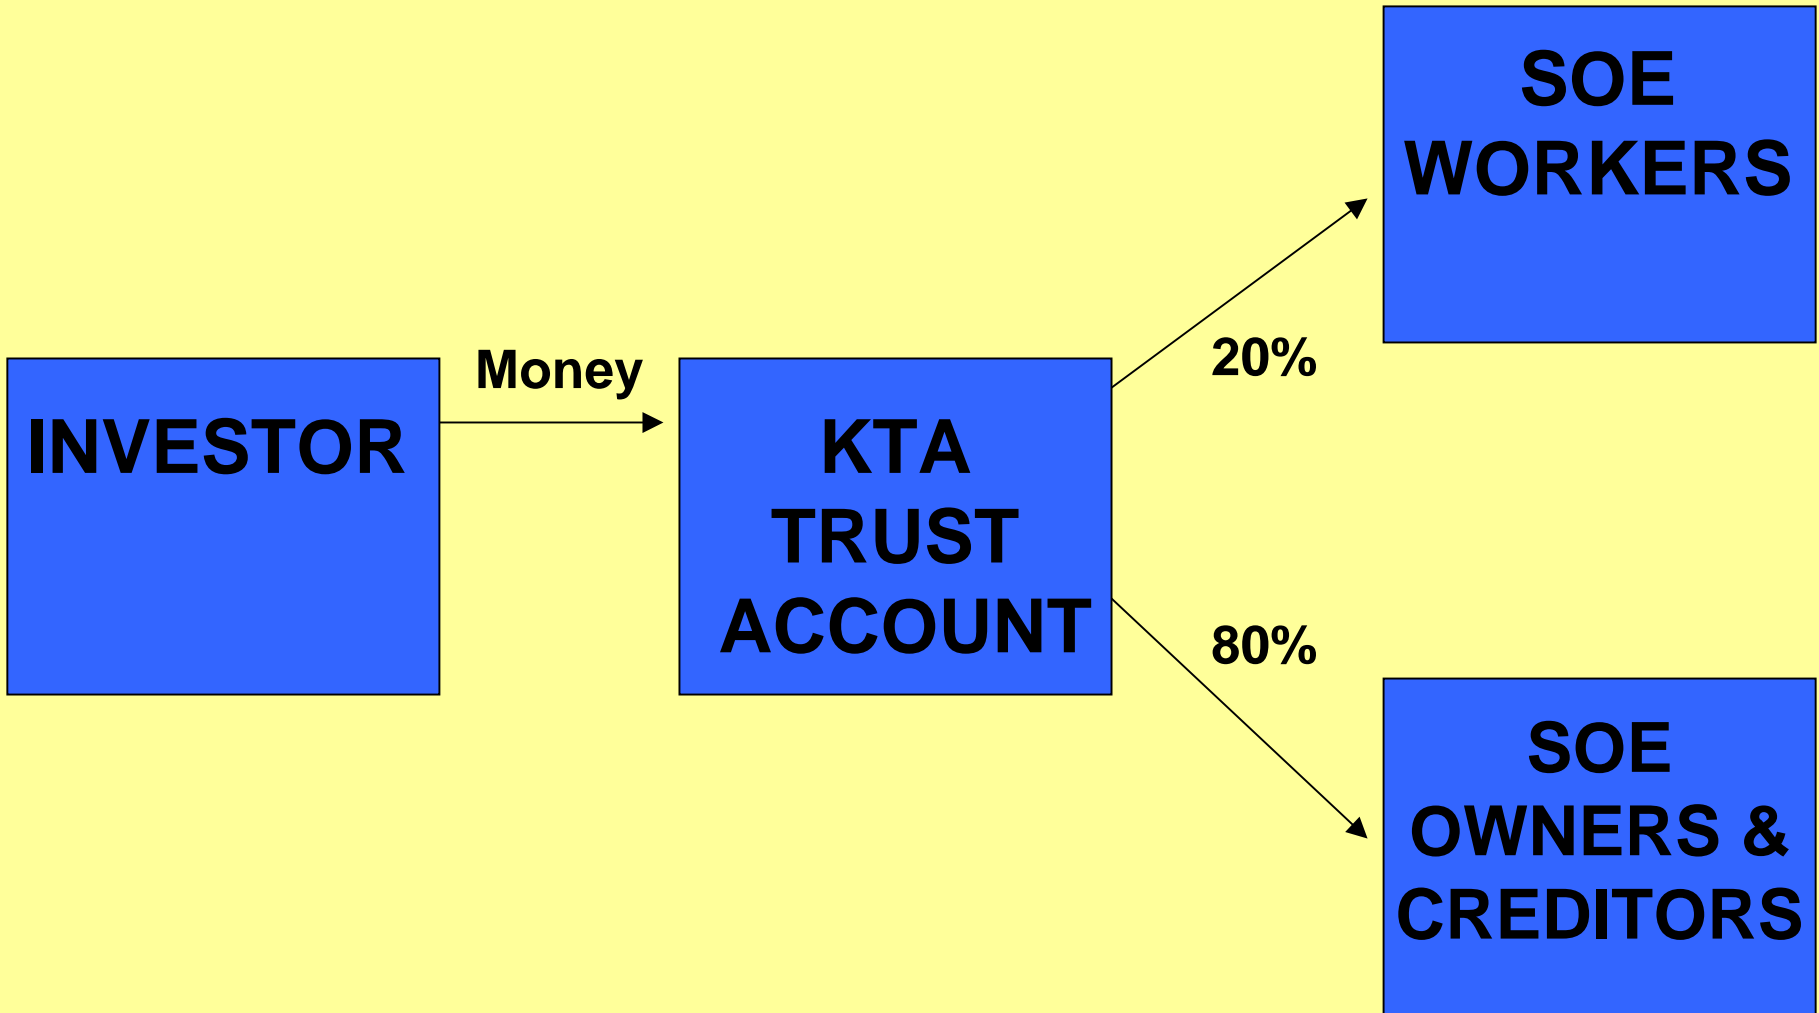 INVESTOR
Money
KTA
TRUST
ACCOUNT
20%
80%
SOE
WORKERS
SOE
OWNERS &
CREDITORS